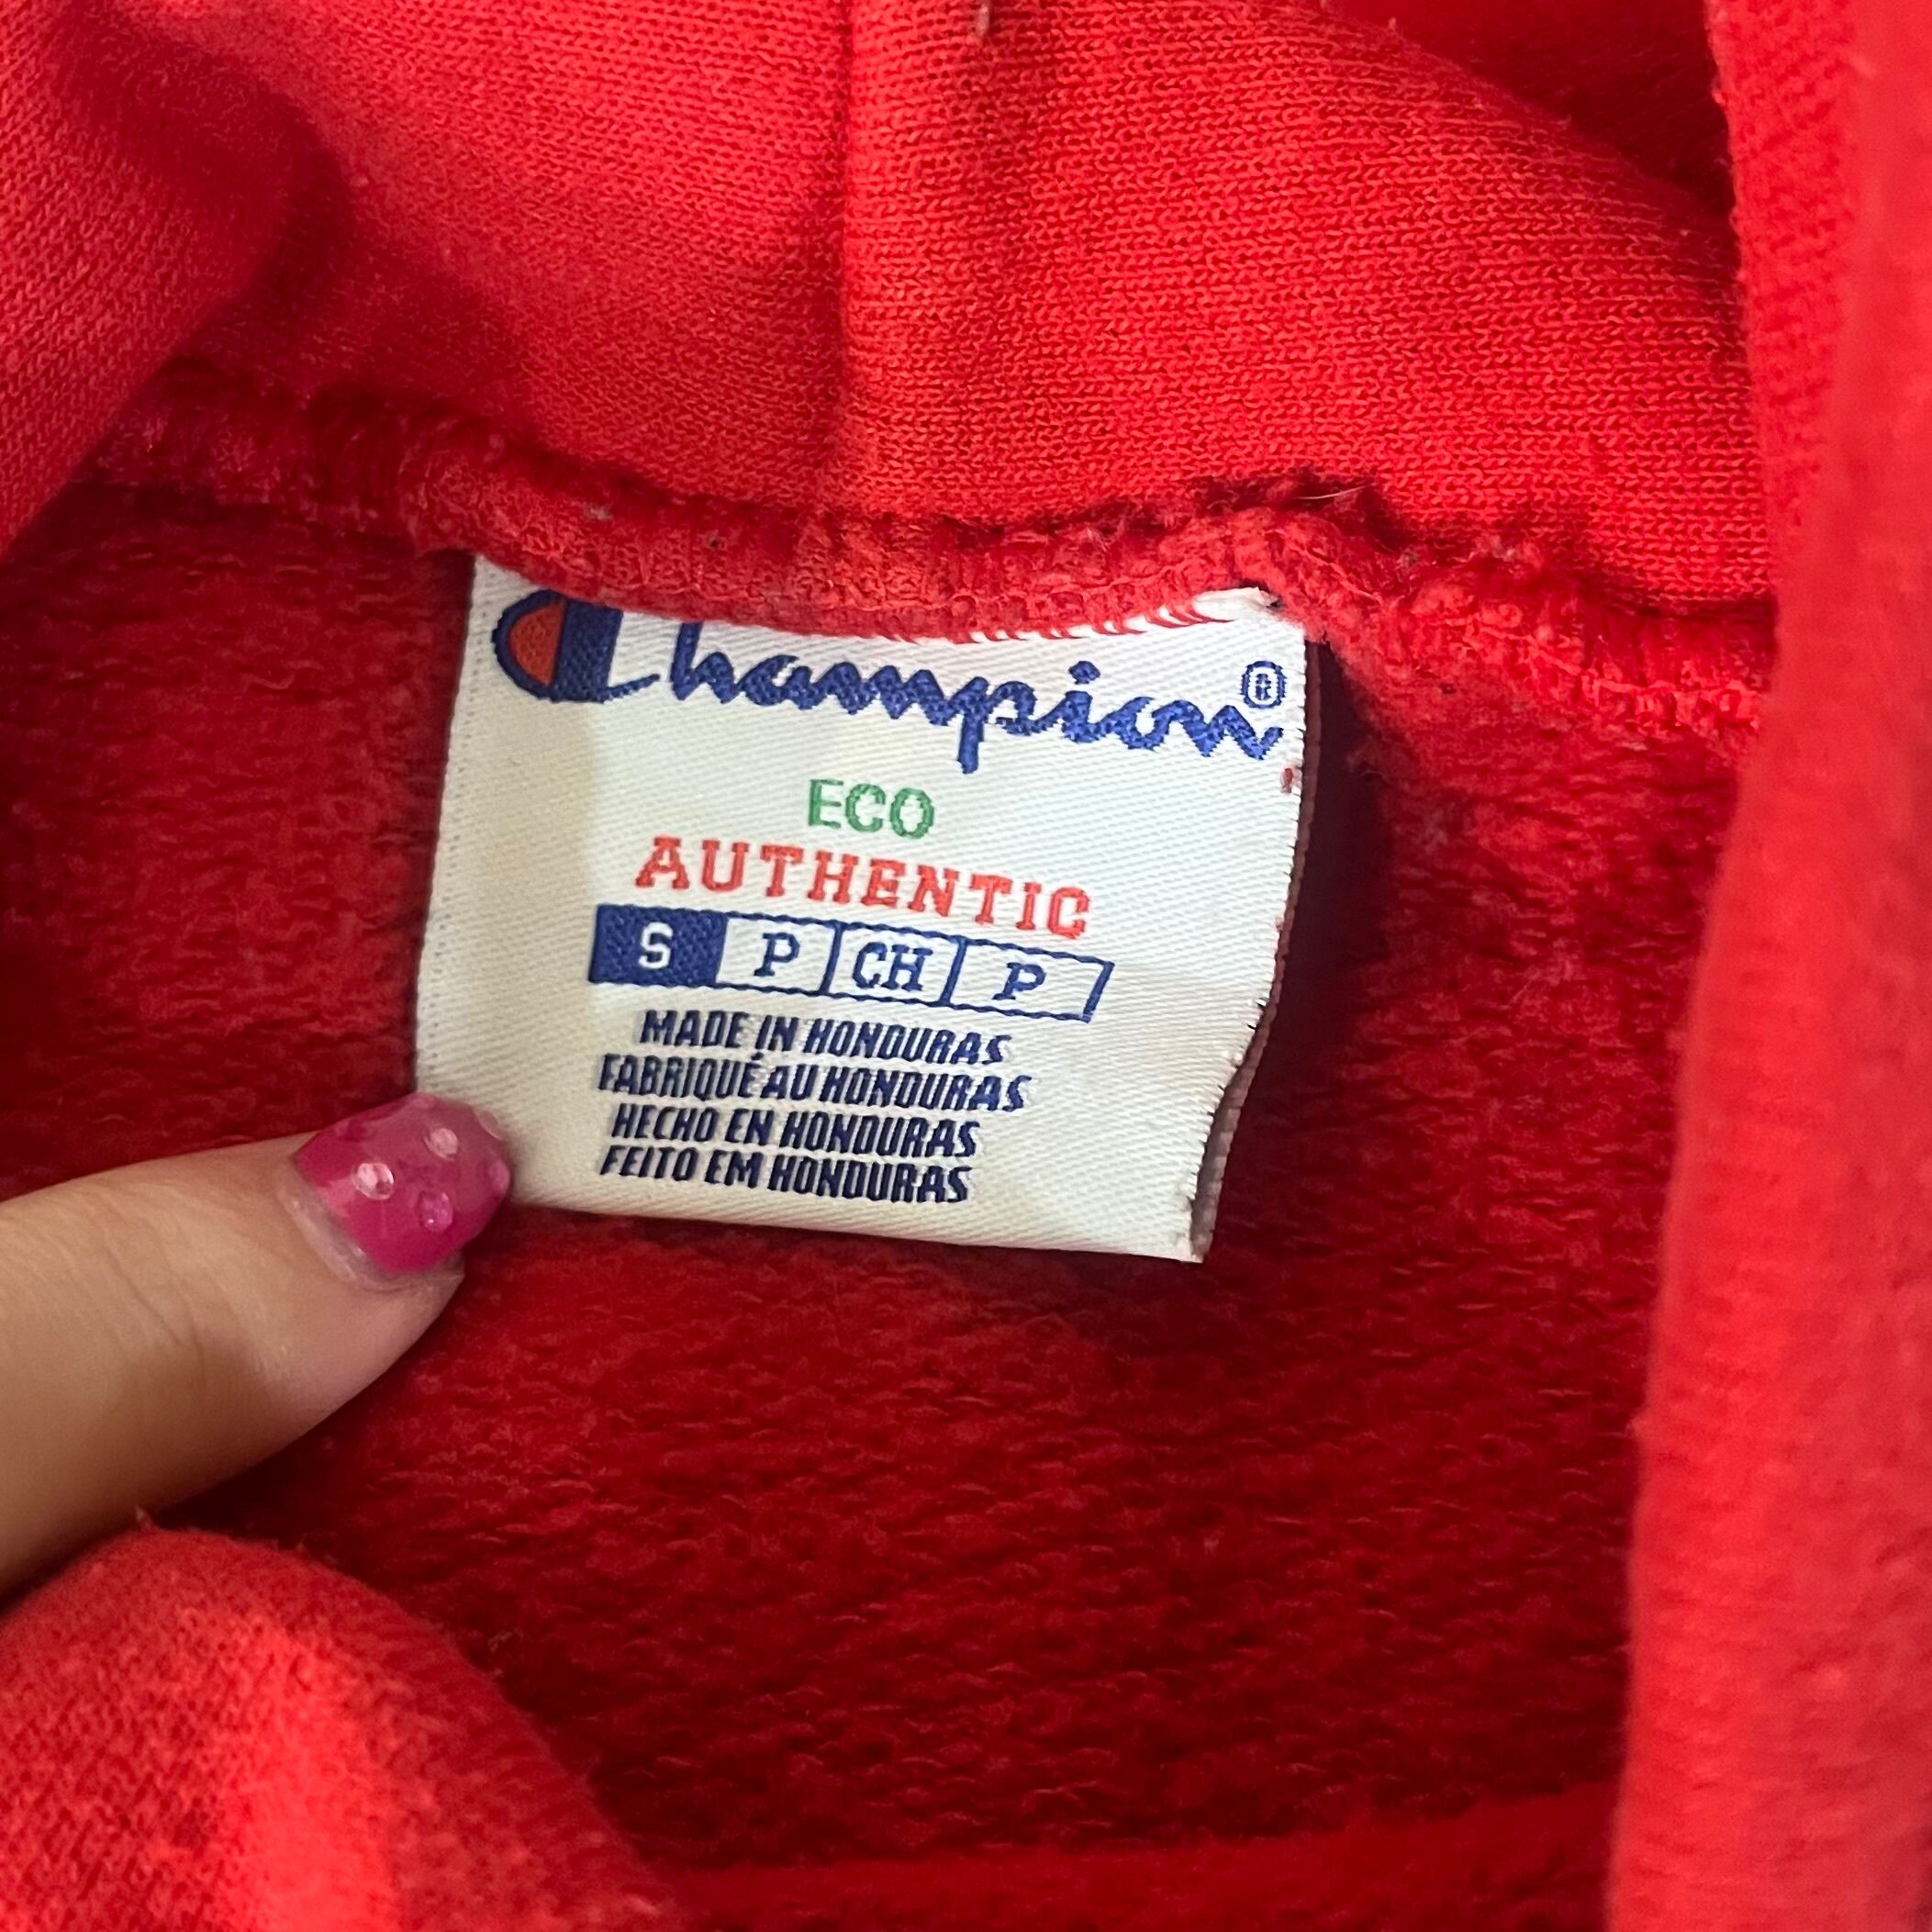 Champion®
ECO
AUTHENTIC
S P CH P
MADE IN HONDURAS
FABRIQUÉ AU HONDURAS
HECHO EN HONDURAS
FEITO EM HONDURAS